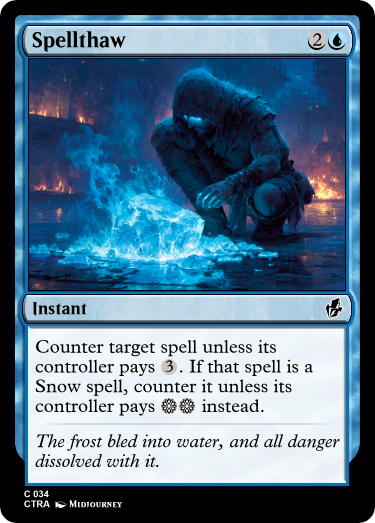 Spellthaw 2
Instant
Counter target spell unless its
controller pays 3. If that spell is a
Snow spell, counter it unless its
controller pays instead.
The frost bled into water, and all danger
dissolved with it.
C 034
CTRA Midjourney